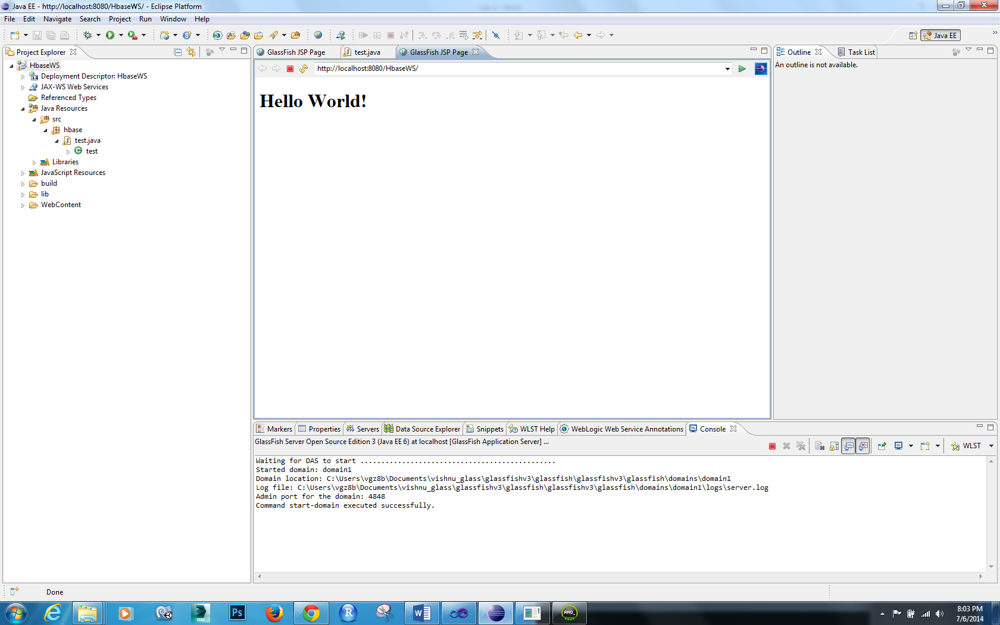 Java EE - http://localhost:8080/HbaseWS/ - Eclipse Platform
File Edit Navigate Search Project Run Window Help
Java EE
Project Explorer
HbaseWS
Deployment Descriptor: HbaseWS
JAX-WS Web Services
Referenced Types
Java Resources
src
hbase
test.java
test
Libraries
JavaScript Resources
build
lib
WebContent
GlassFish JSP Page test.java GlassFish JSP Page
http://localhost:8080/HbaseWS/
Hello World!
Outline Task List
An outline is not available.
Markers Properties Servers Data Source Explorer Snippets WLST Help WebLogic Web Service Annotations Console
GlassFish Server Open Source Edition 3 (Java EE 6) at localhost [GlassFish Application Server] ...
WLST
Waiting for DAS to start ...............................................
Started domain: domain1
Domain location: C:\Users\vgz8b\Documents\vishnu_glass\glassfishv3\glassfish\glassfishv3\glassfish\domains\domain1
Log file: C:\Users\vgz8b\Documents\vishnu_glass\glassfishv3\glassfish\glassfishv3\glassfish\domains\domain1\logs\server.log
Admin port for the domain: 4848
Command start-domain executed successfully.
Done
8:03 PM
7/6/2014